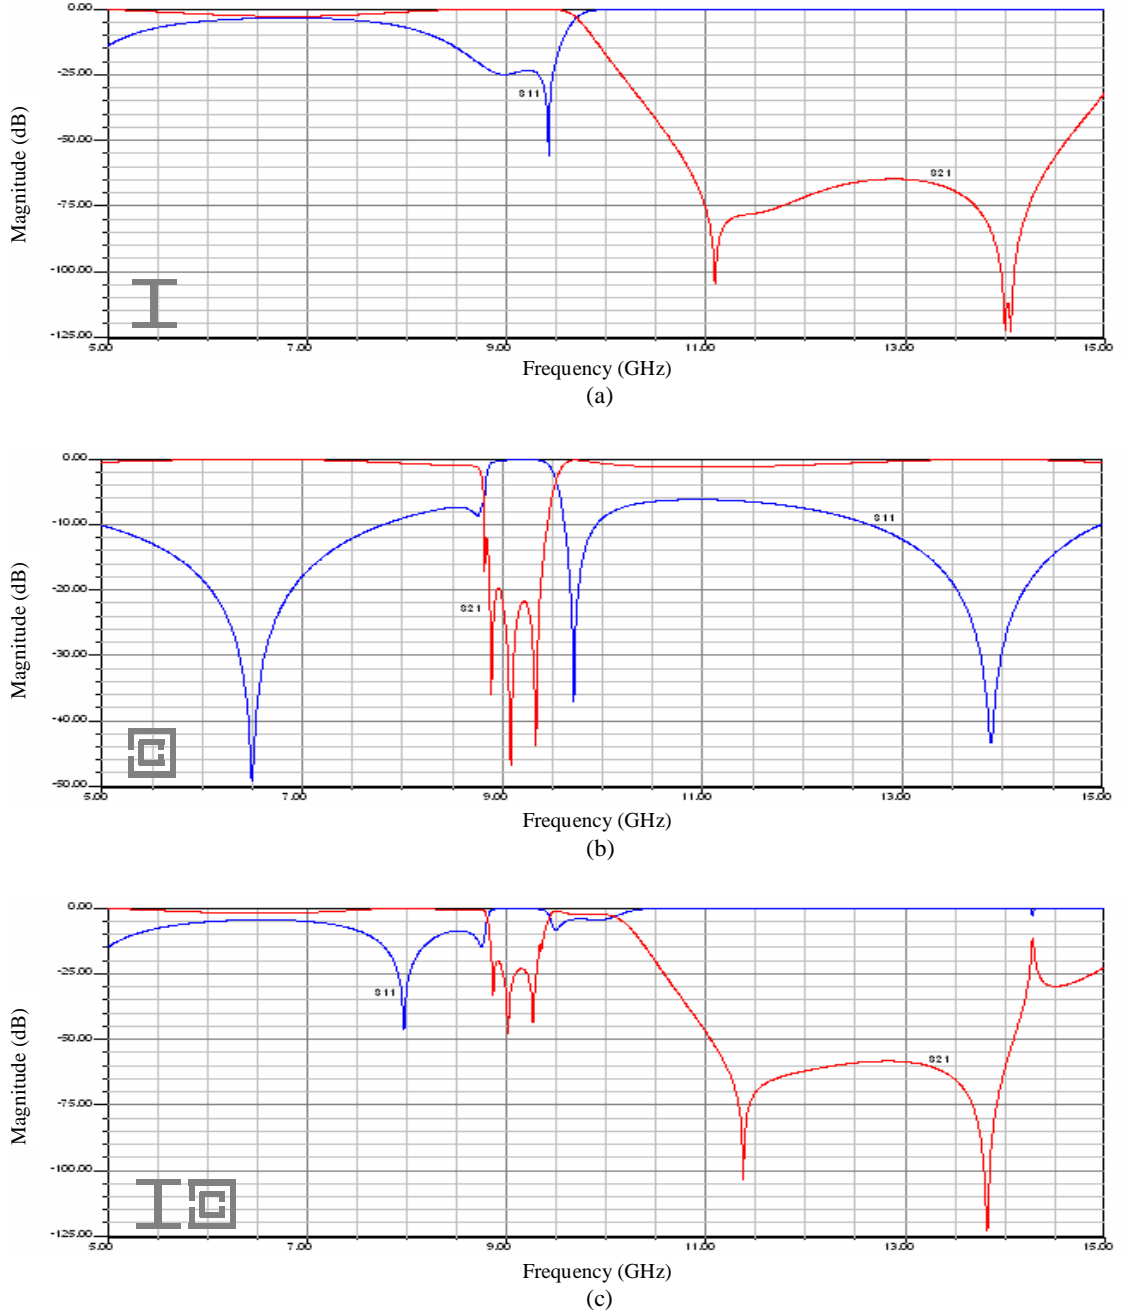 0.00
-25.00
-50.00
-75.00
-100.00
-125.00
Magnitude (dB)
S11
S21
5.00 7.00 9.00 11.00 13.00 15.00
Frequency (GHz)
(a)
0.00
-10.00
-20.00
-30.00
-40.00
-50.00
Magnitude (dB)
S11
S21
5.00 7.00 9.00 11.00 13.00 15.00
Frequency (GHz)
(b)
0.00
-25.00
-50.00
-75.00
-100.00
-125.00
Magnitude (dB)
S11
S21
5.00 7.00 9.00 11.00 13.00 15.00
Frequency (GHz)
(c)